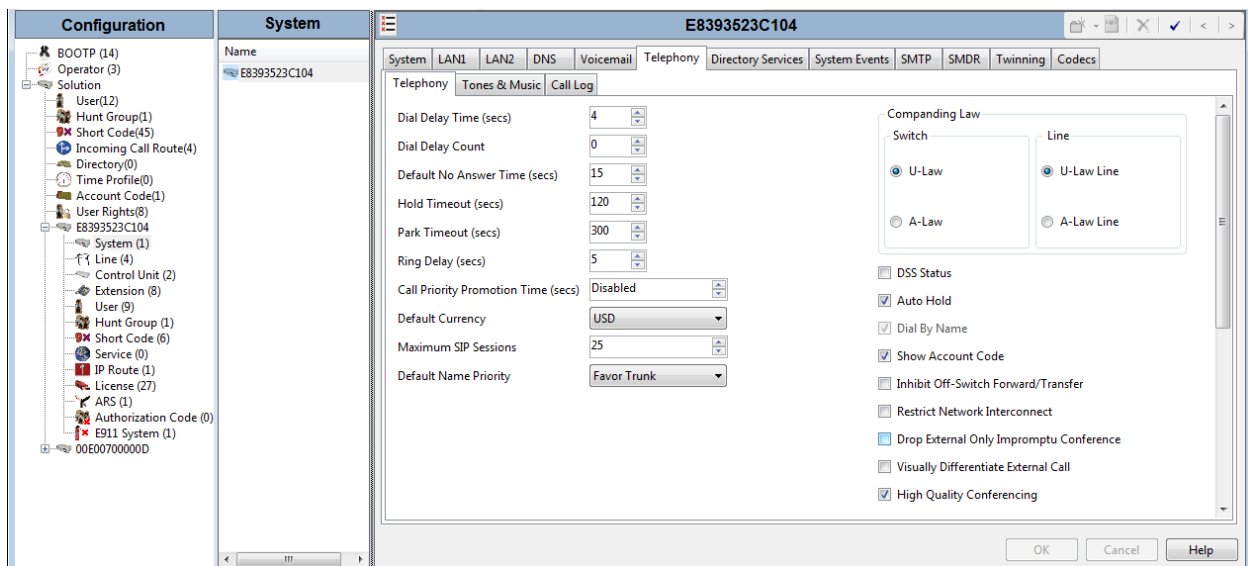 Configuration
BOOTP (14)
Operator (3)
Solution
User(12)
Hunt Group(1)
Short Code(45)
Incoming Call Route(4)
Directory(0)
Time Profile(0)
Account Code(1)
User Rights(8)
E8393523C104
System (1)
Line (4)
Control Unit (2)
Extension (8)
User (9)
Hunt Group (1)
Short Code (6)
Service (0)
IP Route (1)
License (27)
ARS (1)
Authorization Code (0)
E911 System (1)
00E00700000D
System
Name
E8393523C104
E8393523C104
System LAN1 LAN2 DNS Voicemail Telephony Directory Services System Events SMTP SMDR Twinning Codecs
Telephony Tones & Music Call Log
Dial Delay Time (secs) 4
Dial Delay Count 0
Default No Answer Time (secs) 15
Hold Timeout (secs) 120
Park Timeout (secs) 300
Ring Delay (secs) 5
Call Priority Promotion Time (secs) Disabled
Default Currency USD
Maximum SIP Sessions 25
Default Name Priority Favor Trunk
Companding Law
Switch Line
U-Law U-Law Line
A-Law A-Law Line
DSS Status
Auto Hold
Dial By Name
Show Account Code
Inhibit Off-Switch Forward/Transfer
Restrict Network Interconnect
Drop External Only Impromptu Conference
Visually Differentiate External Call
High Quality Conferencing
OK Cancel Help